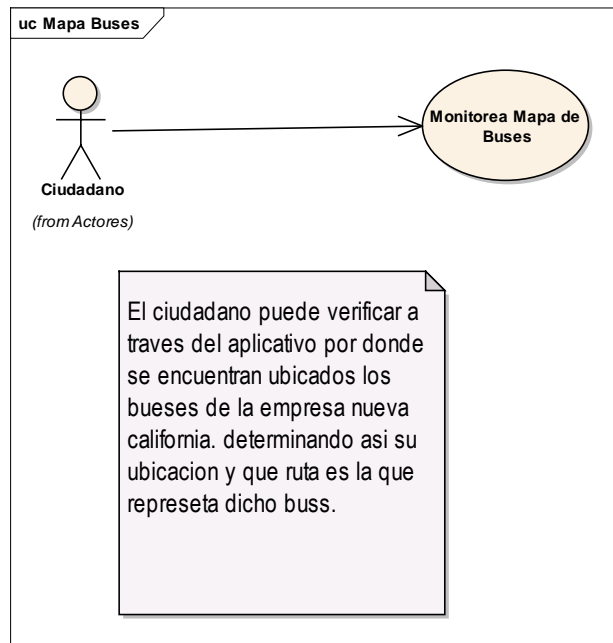 uc Mapa Buses
Monitorea Mapa de
Buses
Ciudadano
(from Actores)
El ciudadano puede verificar a
traves del aplicativo por donde
se encuentran ubicados los
bueses de la empresa nueva
california. determinando asi su
ubicacion y que ruta es la que
represeta dicho buss.